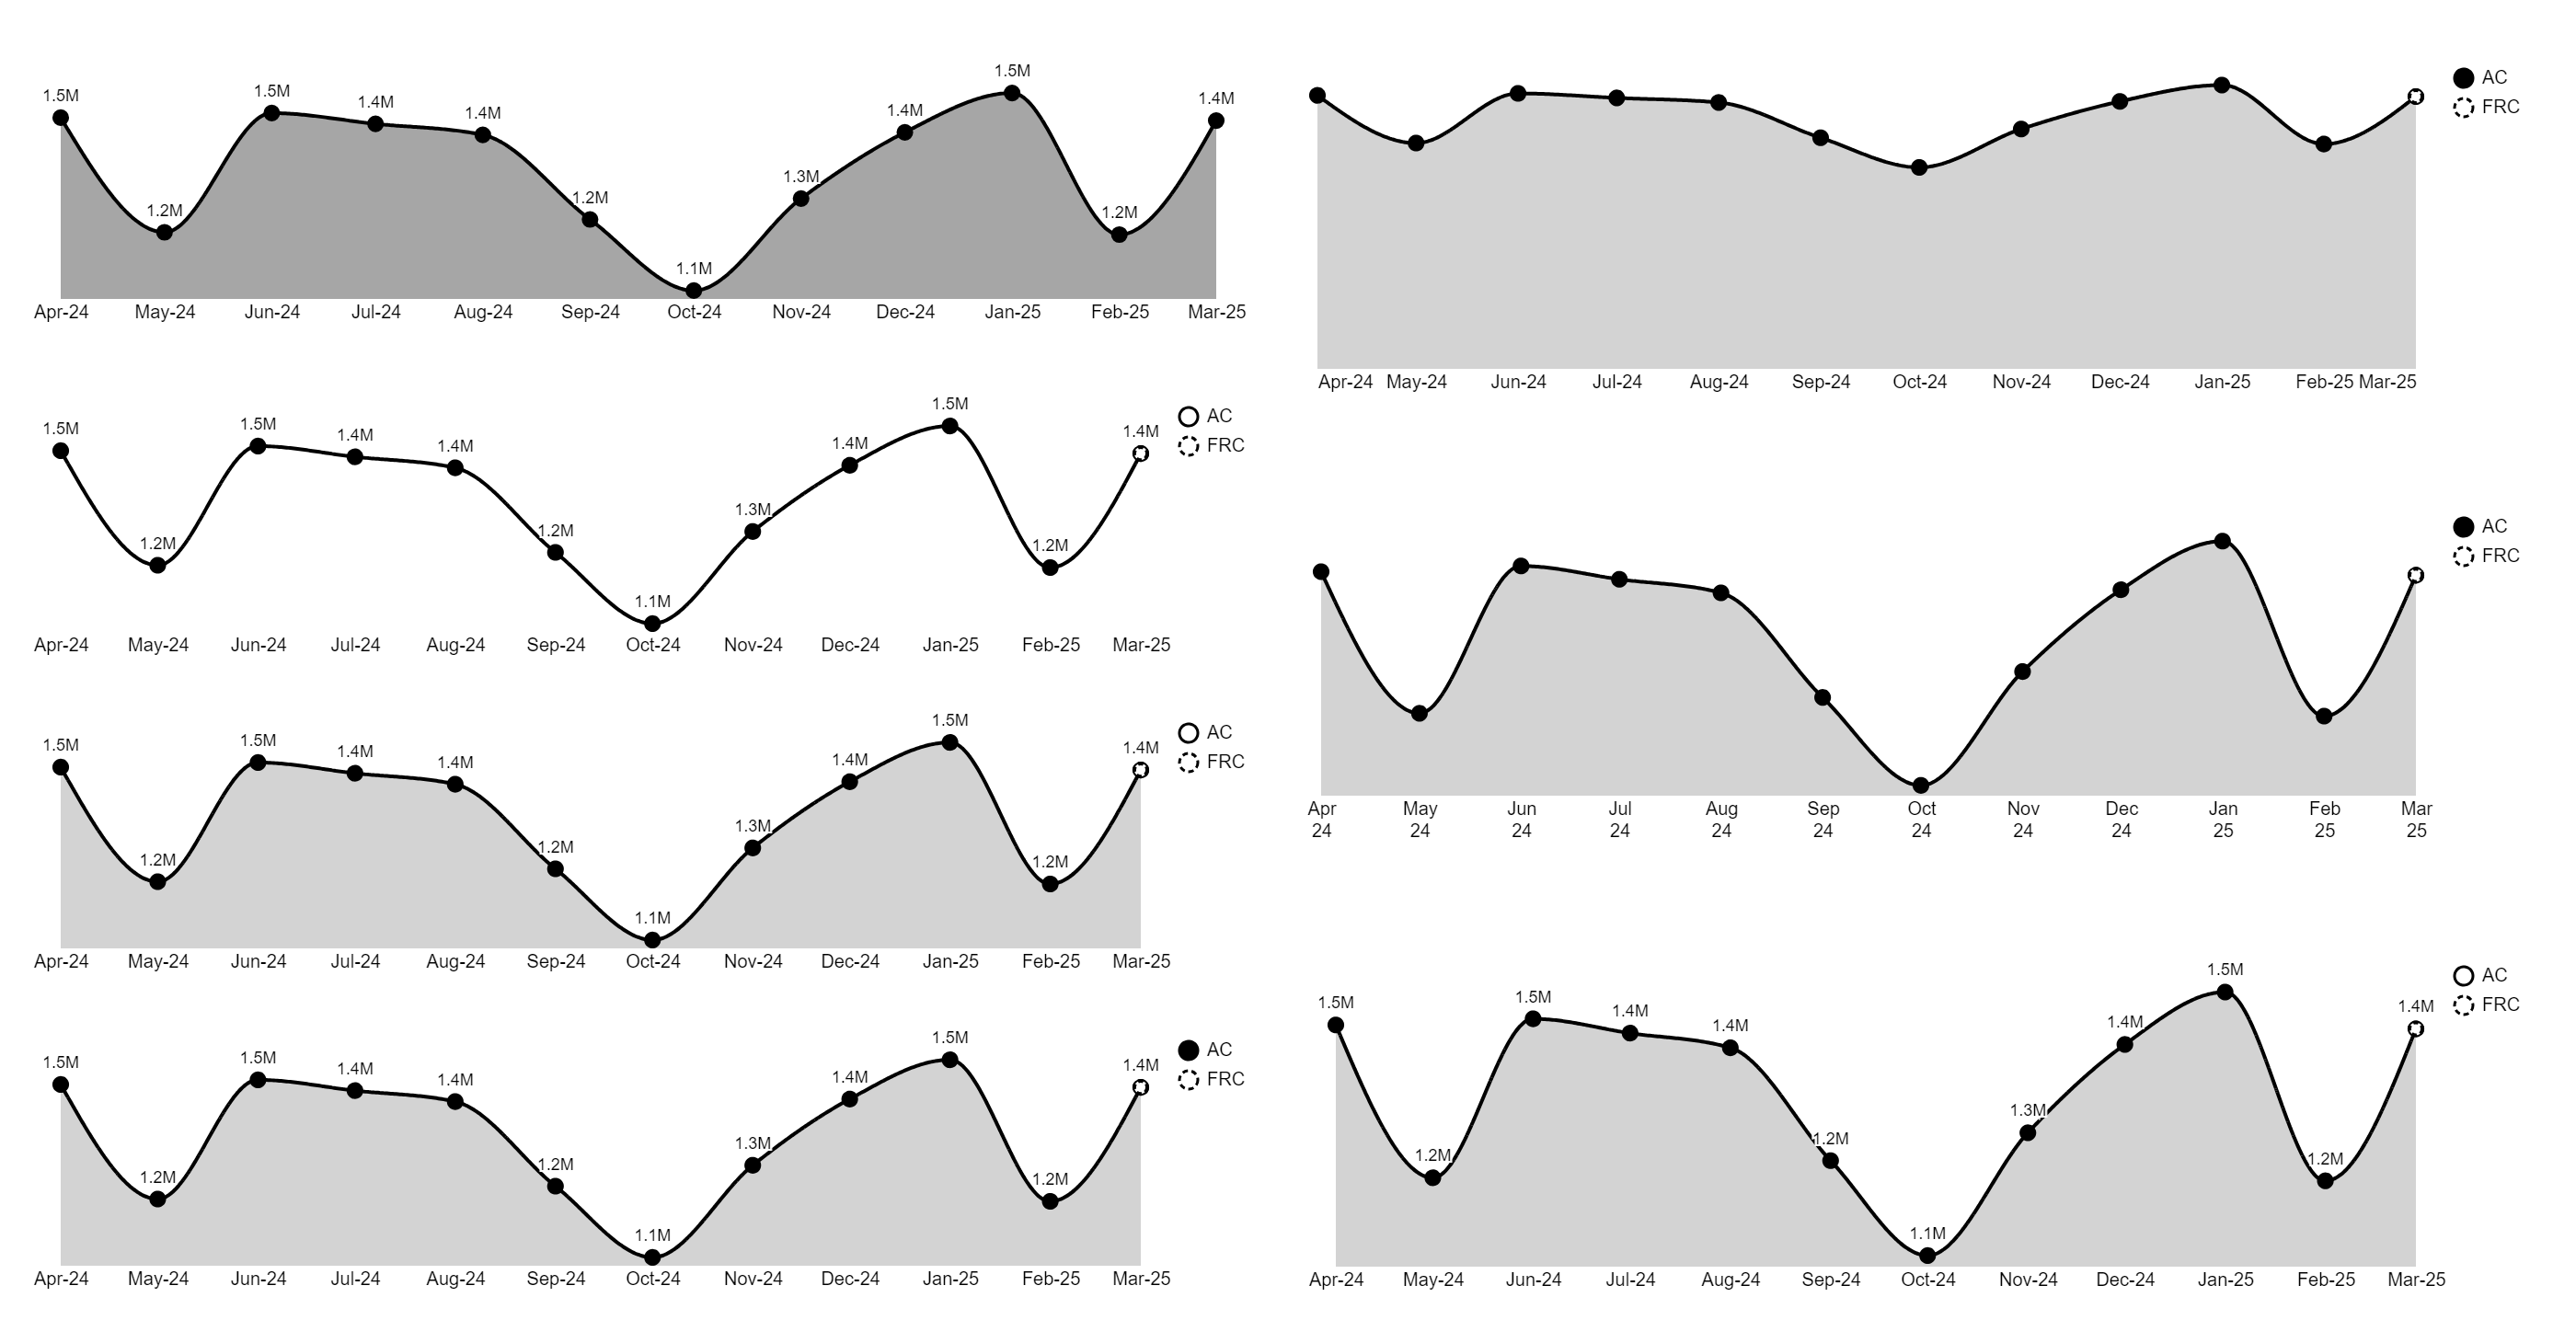 1.5M 1.2M 1.5M 1.4M 1.4M 1.2M 1.1M 1.3M 1.4M 1.5M 1.2M 1.4M
Apr-24 May-24 Jun-24 Jul-24 Aug-24 Sep-24 Oct-24 Nov-24 Dec-24 Jan-25 Feb-25 Mar-25
1.5M 1.2M 1.5M 1.4M 1.4M 1.2M 1.1M 1.3M 1.4M 1.5M 1.2M 1.4M
AC
FRC
Apr-24 May-24 Jun-24 Jul-24 Aug-24 Sep-24 Oct-24 Nov-24 Dec-24 Jan-25 Feb-25 Mar-25
1.5M 1.2M 1.5M 1.4M 1.4M 1.2M 1.1M 1.3M 1.4M 1.5M 1.2M 1.4M
AC
FRC
Apr-24 May-24 Jun-24 Jul-24 Aug-24 Sep-24 Oct-24 Nov-24 Dec-24 Jan-25 Feb-25 Mar-25
1.5M 1.2M 1.5M 1.4M 1.4M 1.2M 1.1M 1.3M 1.4M 1.5M 1.2M 1.4M
AC
FRC
Apr-24 May-24 Jun-24 Jul-24 Aug-24 Sep-24 Oct-24 Nov-24 Dec-24 Jan-25 Feb-25 Mar-25
AC
FRC
Apr-24 May-24 Jun-24 Jul-24 Aug-24 Sep-24 Oct-24 Nov-24 Dec-24 Jan-25 Feb-25 Mar-25
AC
FRC
Apr May Jun Jul Aug Sep Oct Nov Dec Jan Feb Mar
24 24 24 24 24 24 24 24 24 25 25 25
1.5M 1.2M 1.5M 1.4M 1.4M 1.2M 1.1M 1.3M 1.4M 1.5M 1.2M 1.4M
AC
FRC
Apr-24 May-24 Jun-24 Jul-24 Aug-24 Sep-24 Oct-24 Nov-24 Dec-24 Jan-25 Feb-25 Mar-25